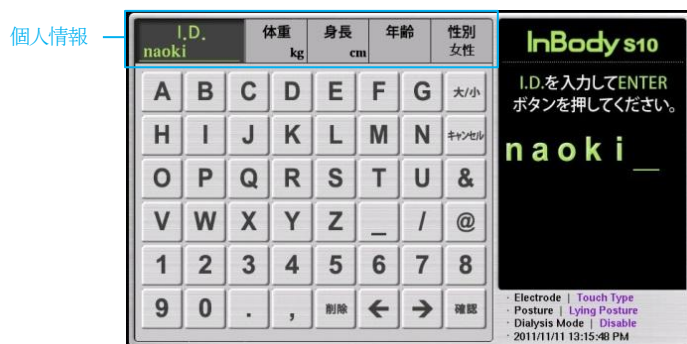 個人情報
I.D. 体重 身長 年齢 性別
naoki kg cm 女性
InBody S10
I.D.を入力してENTER
ボタンを押してください。
naoki_
A B C D E F G 大/小
H I J K L M N キャンセル
O P Q R S T U &
V W X Y Z _ / @
1 2 3 4 5 6 7 8
9 0 . , 削除 ← → 確認
· Electrode | Touch Type
· Posture | Lying Posture
· Dialysis Mode | Disable
· 2011/11/11 13:15:48 PM